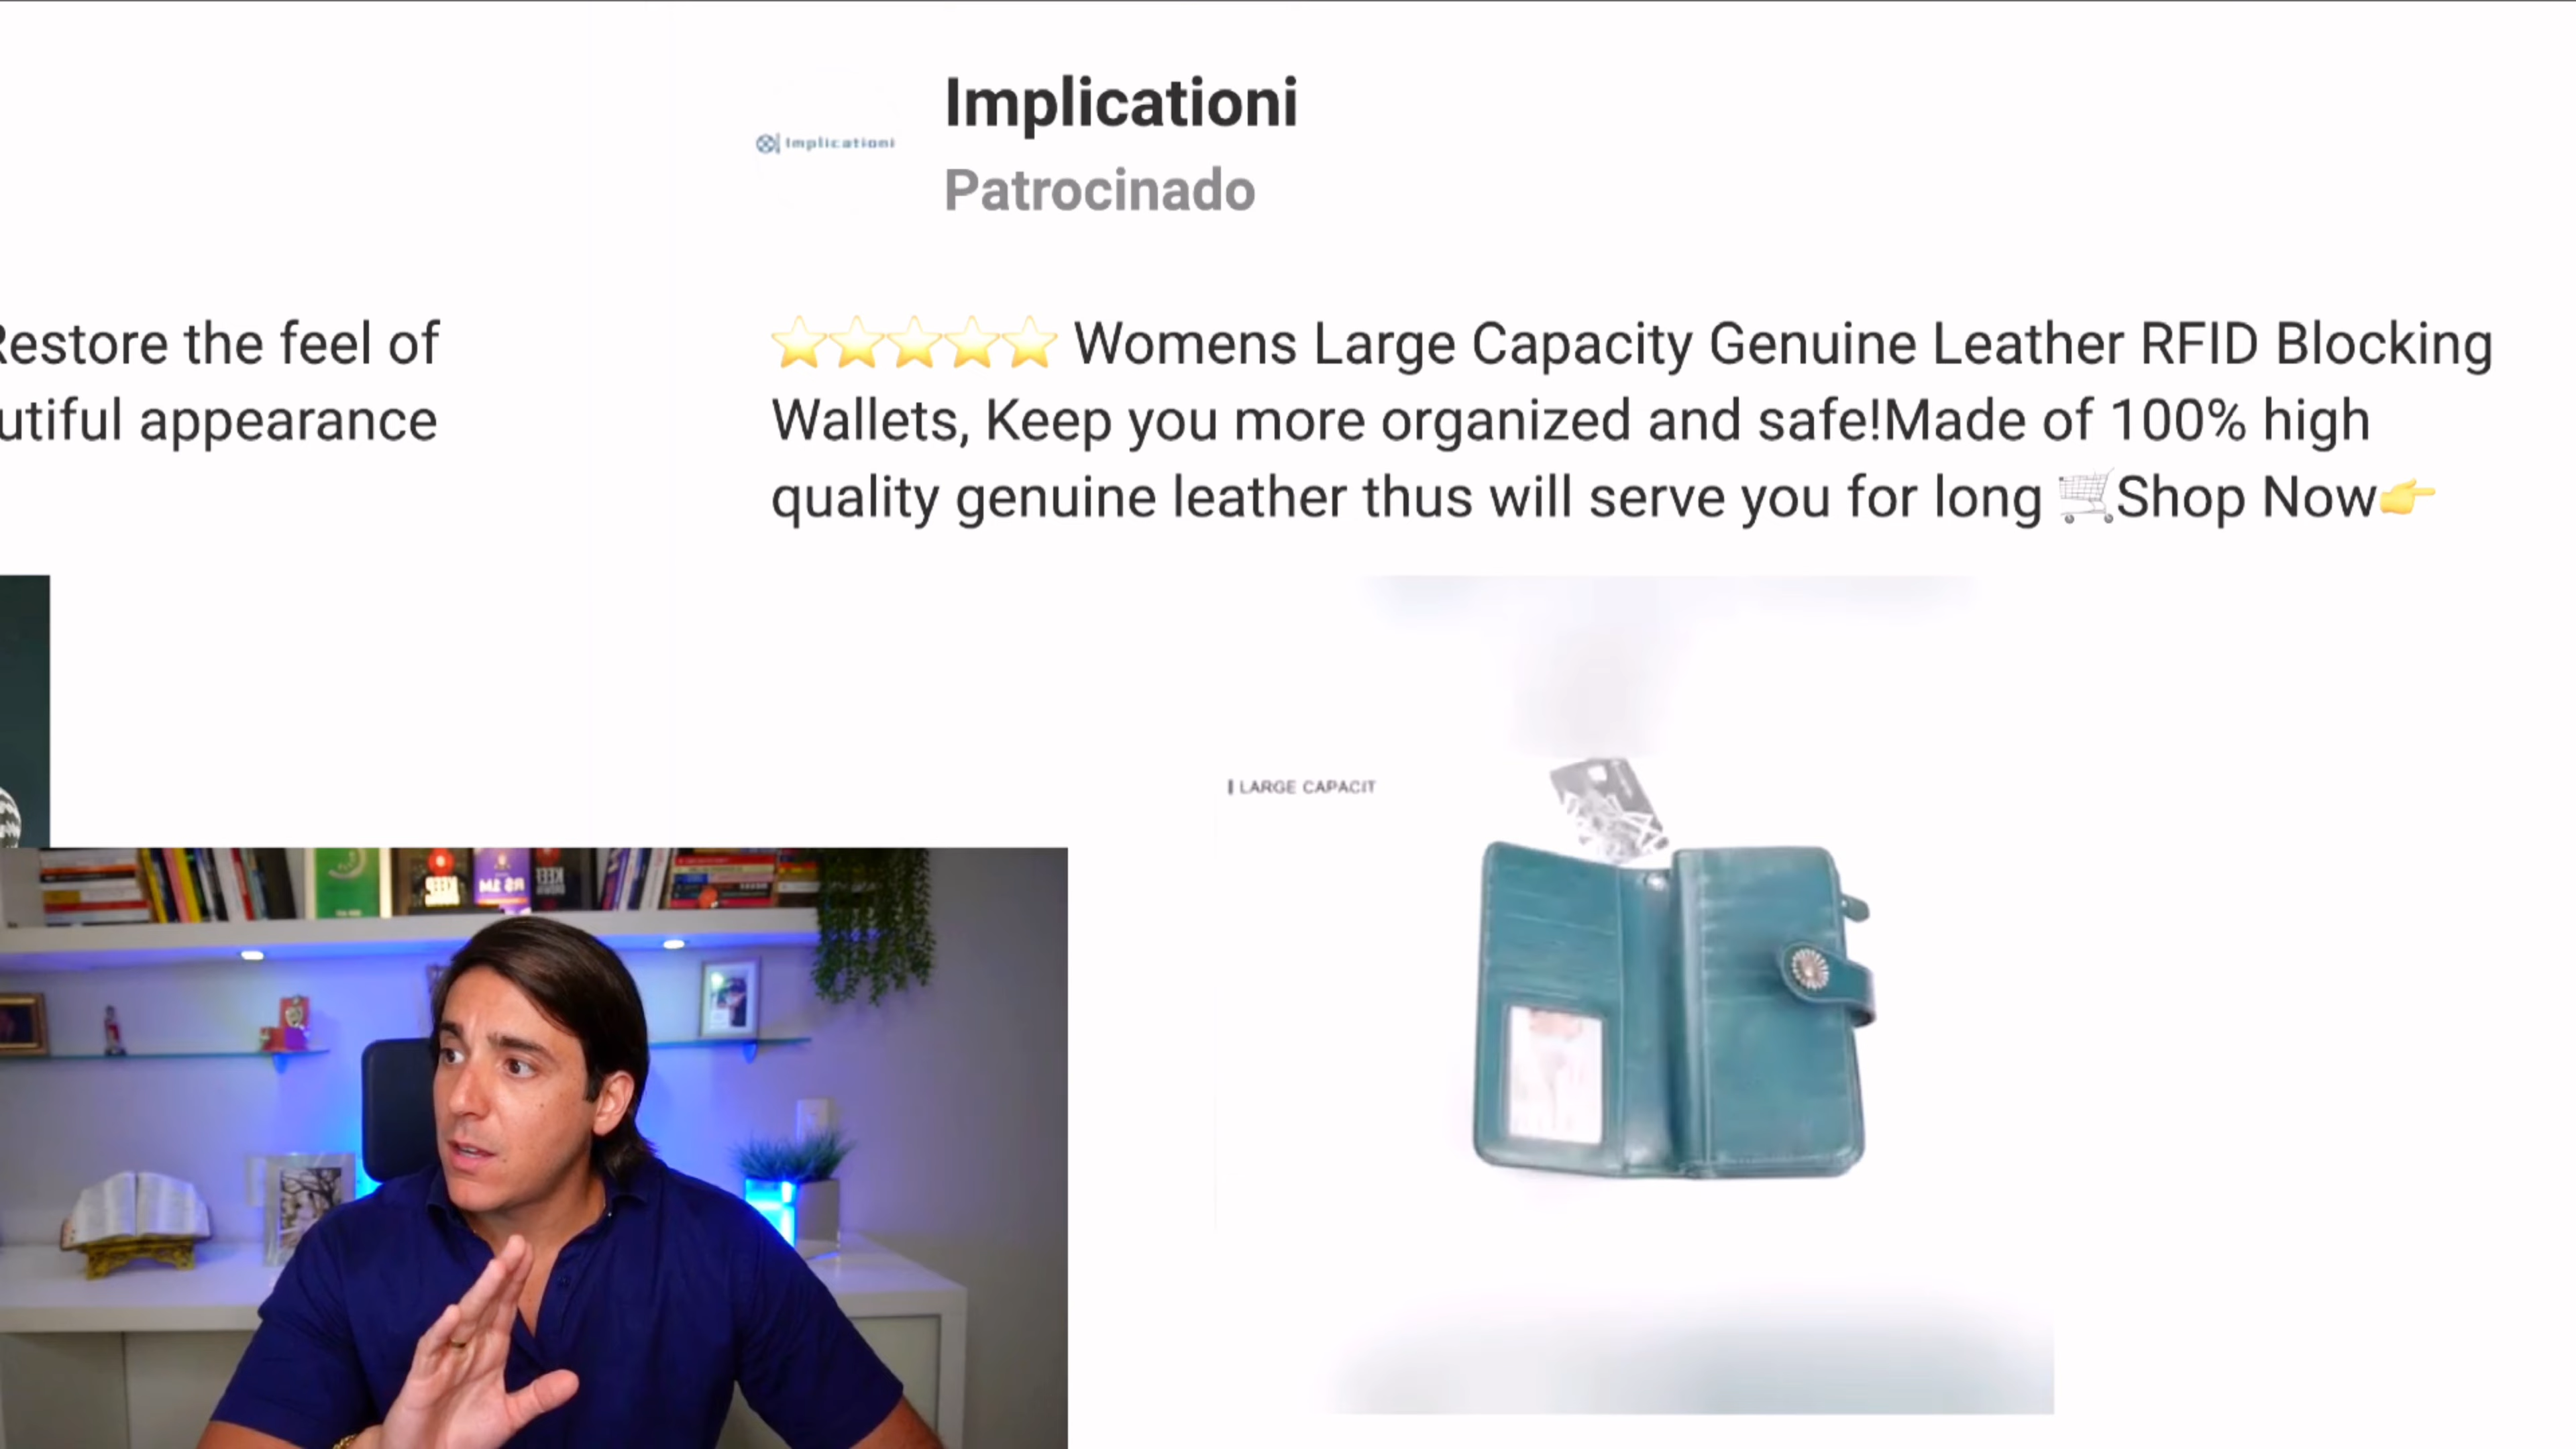 Implicationi
Implicationi
Patrocinado
Restore the feel of
utiful appearance
⭐⭐⭐⭐⭐ Womens Large Capacity Genuine Leather RFID Blocking
Wallets, Keep you more organized and safe!Made of 100% high
quality genuine leather thus will serve you for long 🛒Shop Now👉
LARGE CAPACIT